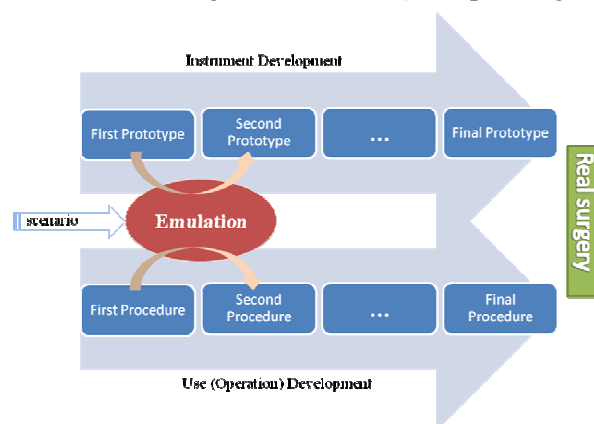 Instrument Development
First Prototype
Second
Prototype
...
Final Prototype
scenario
Emulation
Real surgery
First Procedure
Second
Procedure
...
Final
Procedure
Use (Operation) Development